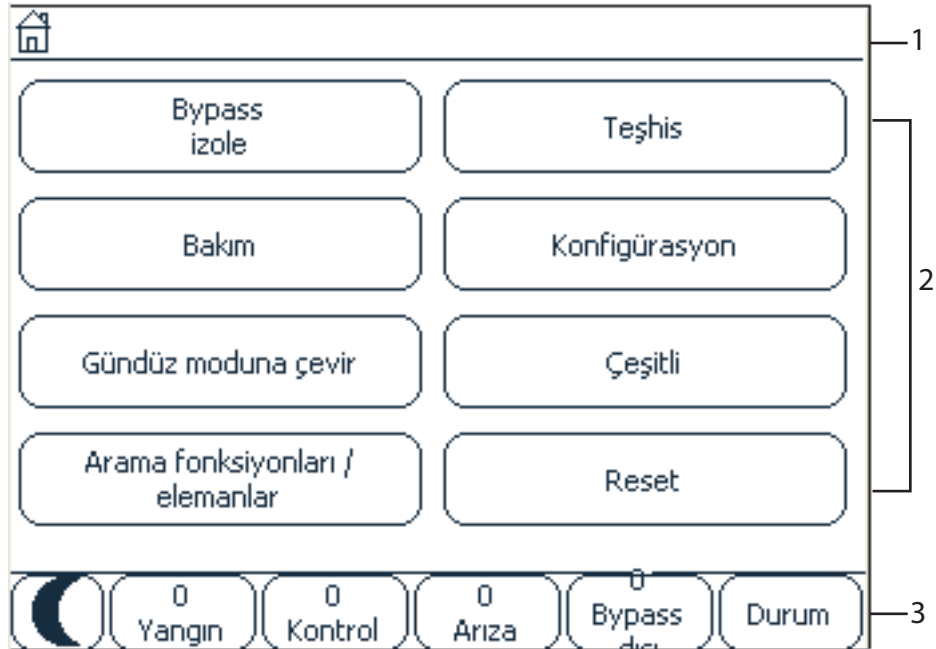 1
Bypass
izole
Teşhis
Bakım
Konfigürasyon
2
Gündüz moduna çevir
Çeşitli
Arama fonksiyonları /
elemanlar
Reset
0
Yangın
0
Kontrol
0
Arıza
0
Bypass
dışı
Durum
3